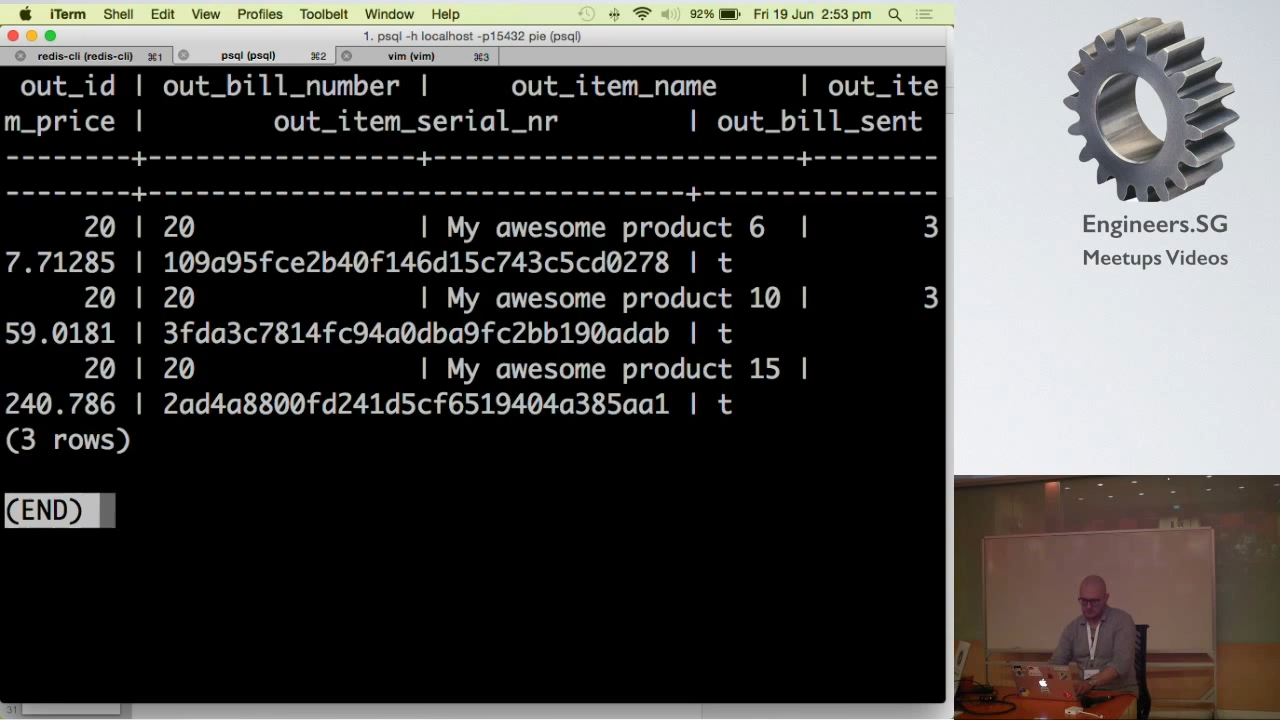 iTerm Shell Edit View Profiles Toolbelt Window Help 92% Fri 19 Jun 2:53 pm
1. psql -h localhost -p15432 pie (psql)
redis-cli (redis-cli) ⌘1 psql (psql) ⌘2 vim (vim) ⌘3
out_id | out_bill_number | out_item_name | out_ite
m_price | out_item_serial_nr | out_bill_sent
--------+-----------------+------------------------+--------
--------+----------------------------------+---------------
20 | 20 | My awesome product 6 | 3
7.71285 | 109a95fce2b40f146d15c743c5cd0278 | t
20 | 20 | My awesome product 10 | 3
59.0181 | 3fda3c7814fc94a0dba9fc2bb190adab | t
20 | 20 | My awesome product 15 |
240.786 | 2ad4a8800fd241d5cf6519404a385aa1 | t
(3 rows)
(END)
31
Engineers.SG
Meetups Videos